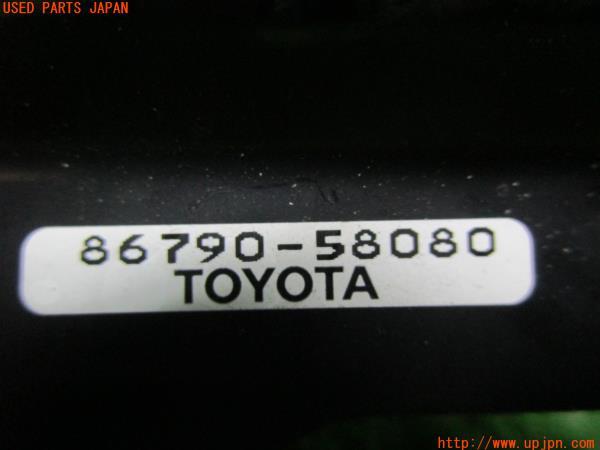 USED PARTS JAPAN
86790-58080
TOYOTA
http://www.upjpn.com